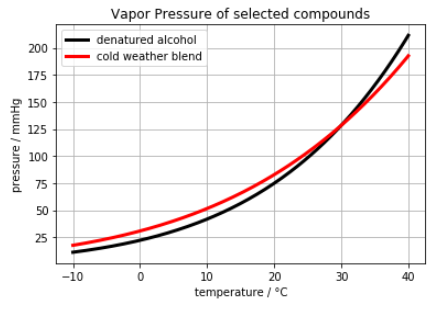 Vapor Pressure of selected compounds
denatured alcohol
cold weather blend
200
175
150
125
100
75
50
25
pressure / mmHg
−10
0
10
20
30
40
temperature / °C